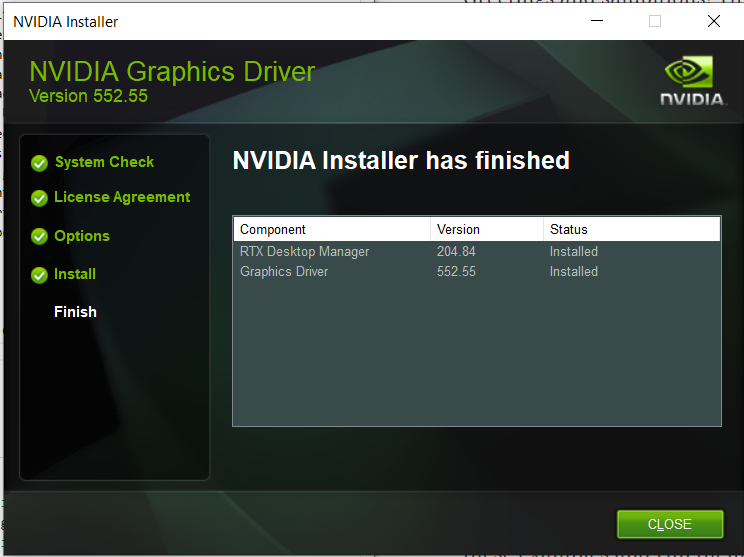 NVIDIA Installer
NVIDIA Graphics Driver
Version 552.55
NVIDIA
System Check
License Agreement
Options
Install
Finish
NVIDIA Installer has finished
Component Version Status
RTX Desktop Manager 204.84 Installed
Graphics Driver 552.55 Installed
CLOSE